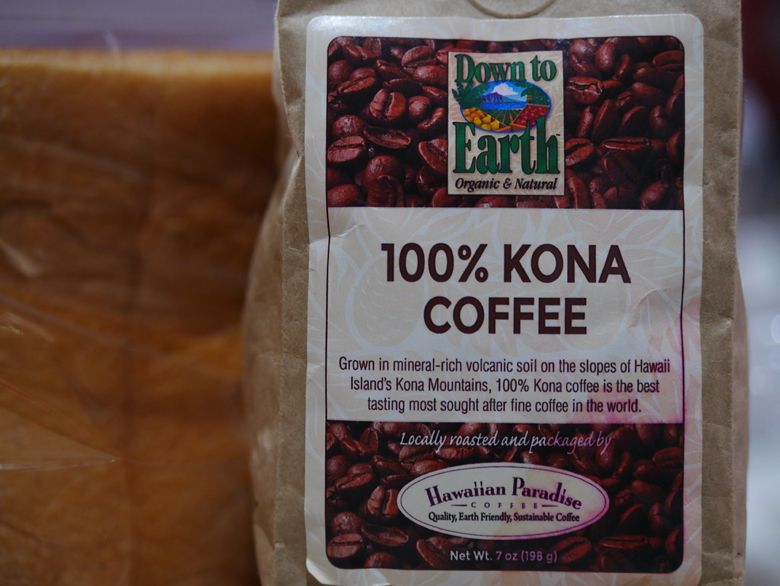 Down to
Earth™
Organic & Natural
100% KONA
COFFEE
Grown in mineral-rich volcanic soil on the slopes of Hawaii
Island's Kona Mountains, 100% Kona coffee is the best
tasting most sought after fine coffee in the world.
Locally roasted and packaged by
Hawaiian Paradise
COFFEE
Quality, Earth Friendly, Sustainable Coffee
Net Wt. 7 oz (198 g)